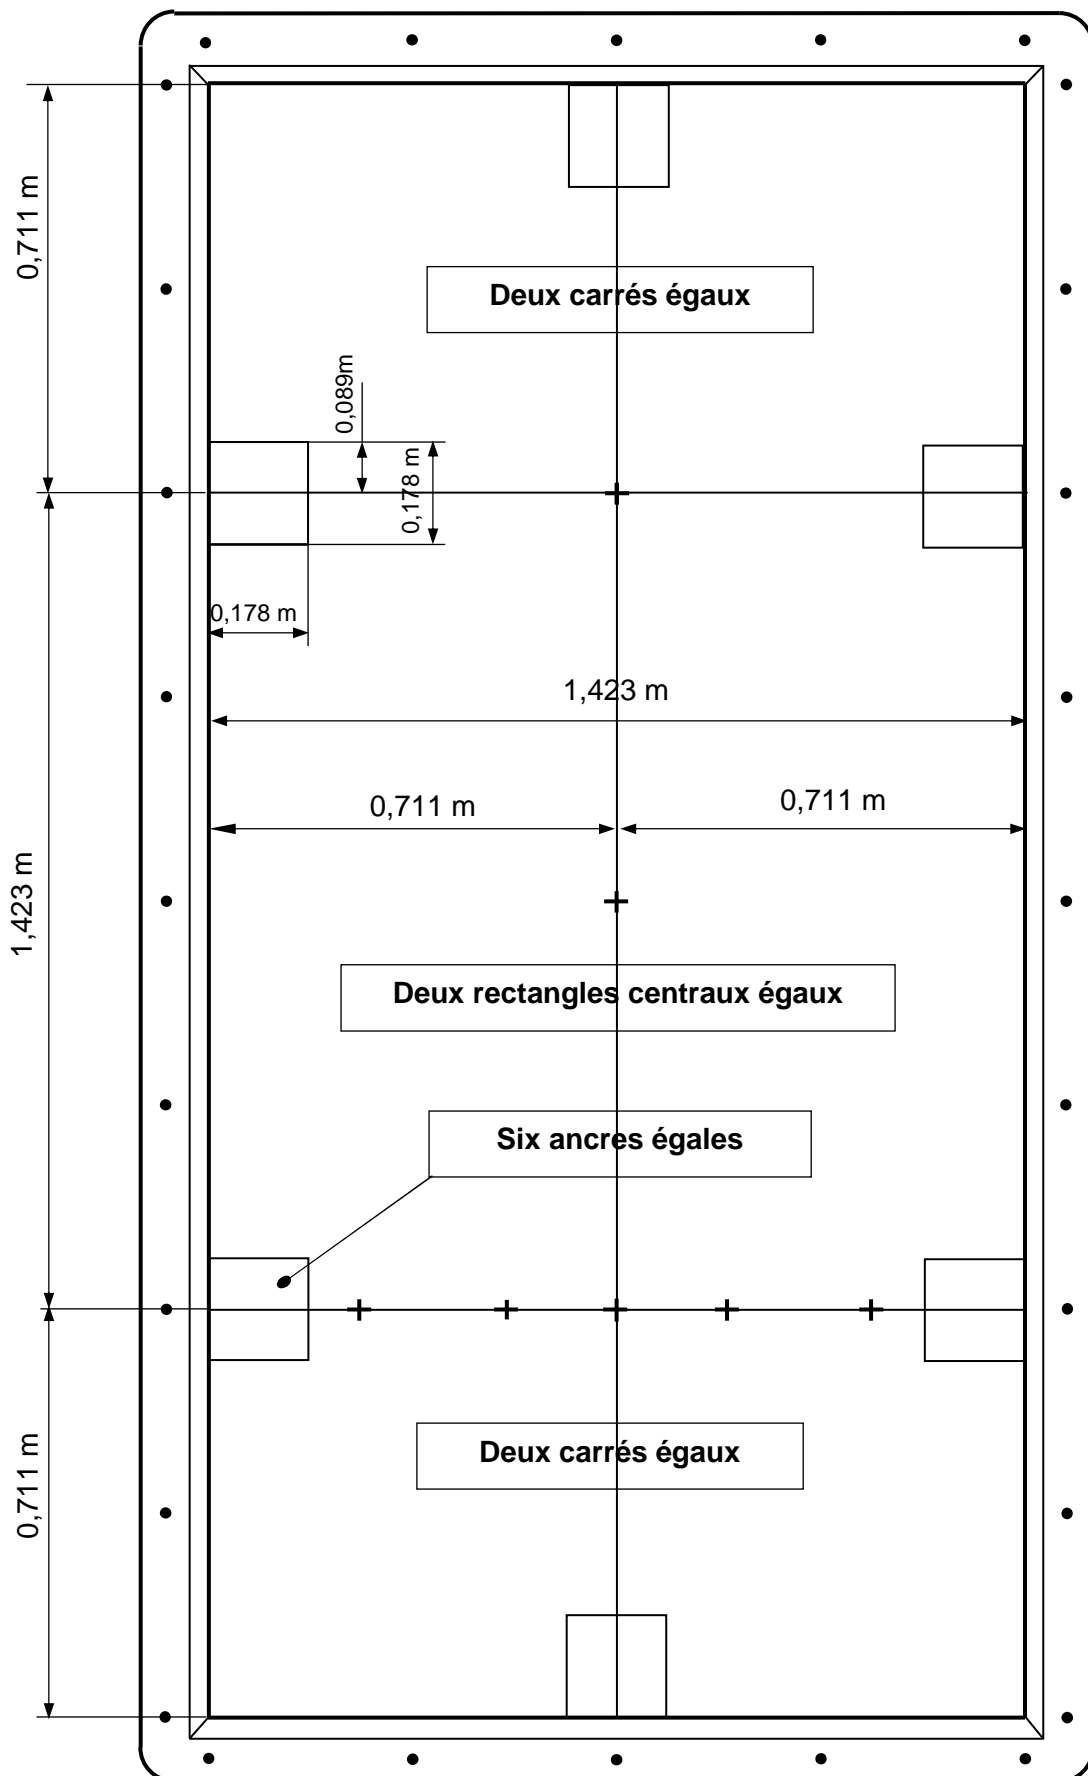 0,711 m
Deux carrés égaux
0,089m
0,178 m
0,178 m
1,423 m
0,711 m
0,711 m
1,423 m
Deux rectangles centraux égaux
Six ancres égales
Deux carrés égaux
0,711 m